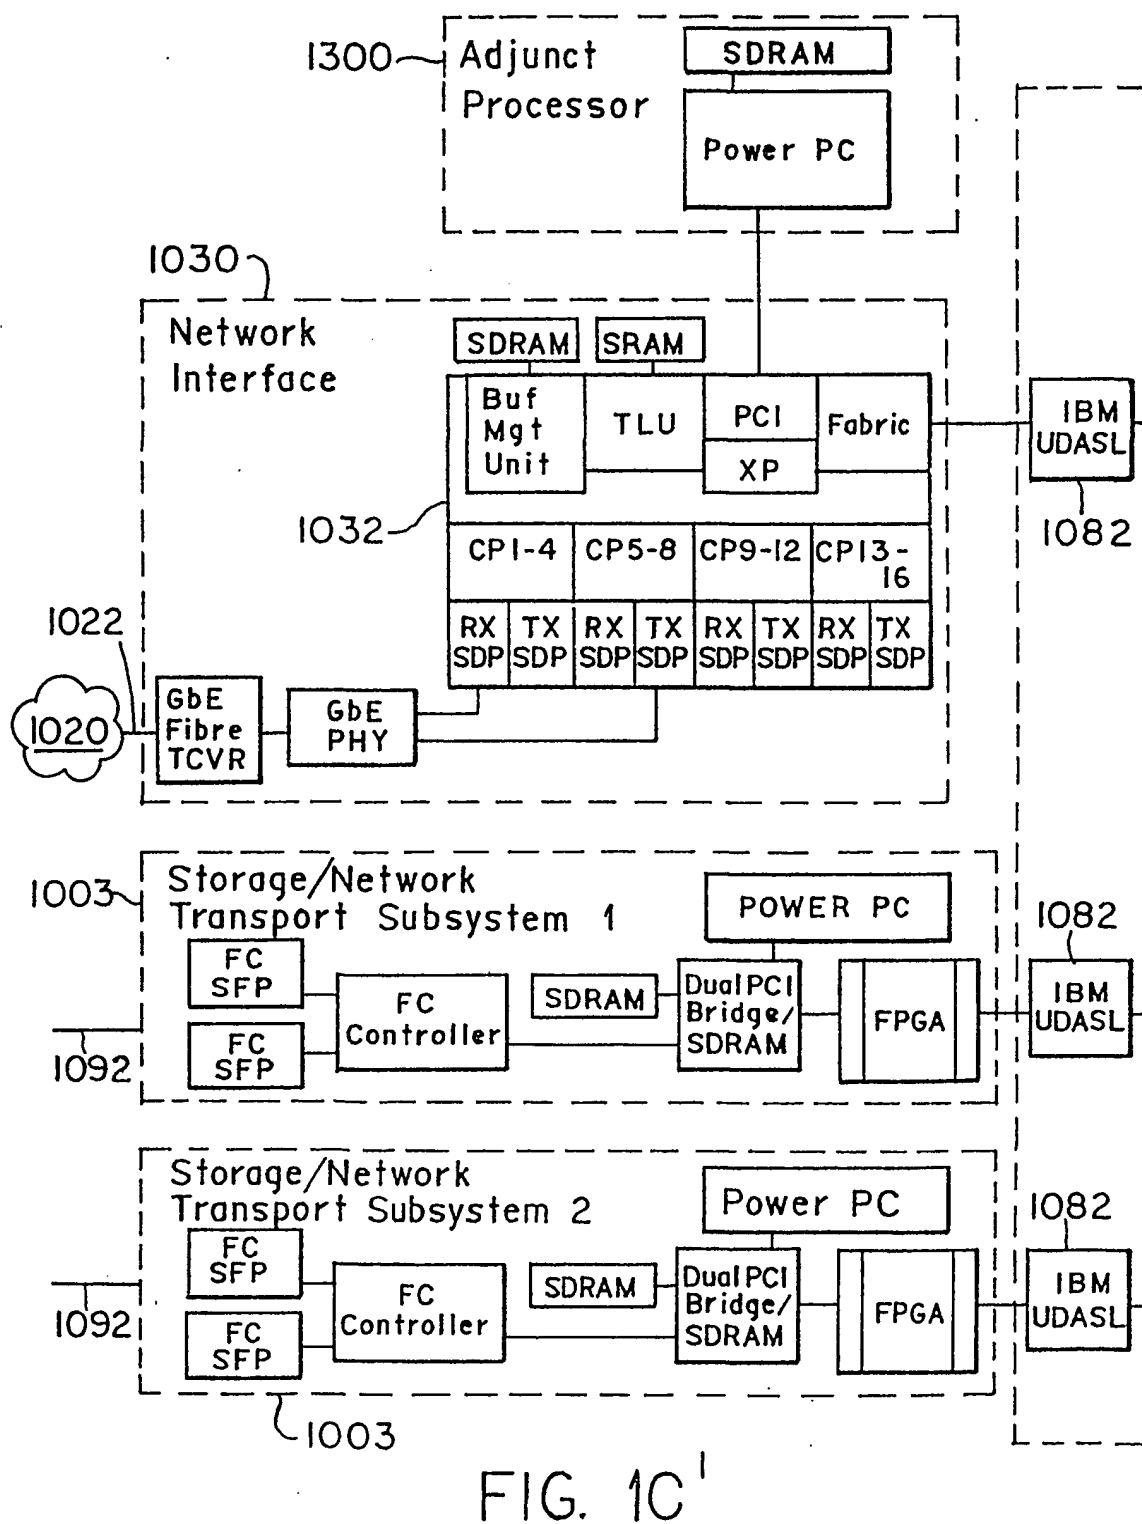 1300
Adjunct
Processor
SDRAM
Power PC
1030
Network
Interface
SDRAM
SRAM
Buf
Mgt
Unit
TLU
PCI
XP
Fabric
IBM
UDASL
1082
1032
CP1-4
CP5-8
CP9-12
CP13-
16
RX
SDP
TX
SDP
RX
SDP
TX
SDP
RX
SDP
TX
SDP
RX
SDP
TX
SDP
1022
1020
GbE
Fibre
TCVR
GbE
PHY
1003
Storage/Network
Transport Subsystem 1
POWER PC
FC
SFP
FC
SFP
FC
Controller
SDRAM
Dual PCI
Bridge/
SDRAM
FPGA
1082
IBM
UDASL
1092
Storage/Network
Transport Subsystem 2
Power PC
FC
SFP
FC
SFP
FC
Controller
SDRAM
Dual PCI
Bridge/
SDRAM
FPGA
1082
IBM
UDASL
1092
1003
FIG. 1C'